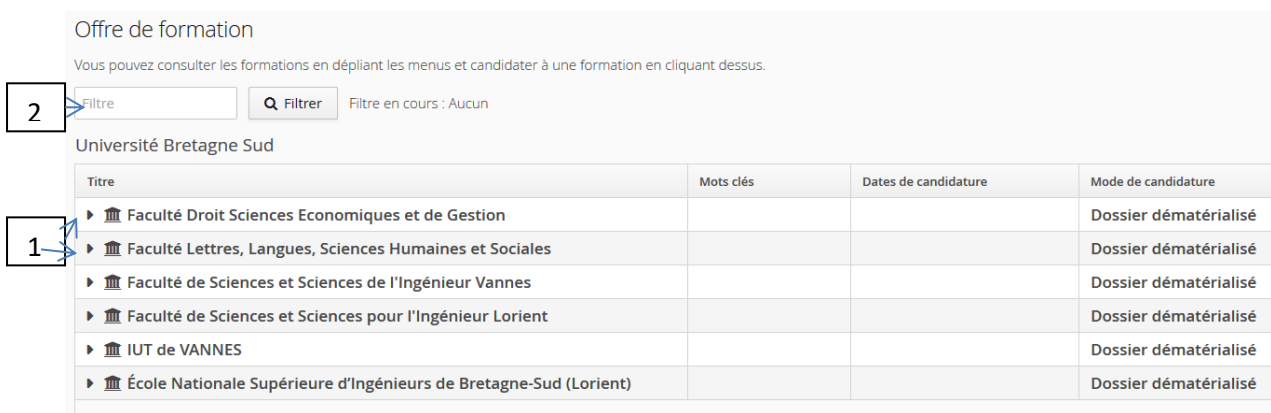 Offre de formation
Vous pouvez consulter les formations en dépliant les menus et candidater à une formation en cliquant dessus.
2
Filtre Filtrer Filtre en cours : Aucun
Université Bretagne Sud
Titre Mots clés Dates de candidature Mode de candidature
Faculté Droit Sciences Economiques et de Gestion Dossier dématérialisé
1
Faculté Lettres, Langues, Sciences Humaines et Sociales Dossier dématérialisé
Faculté de Sciences et Sciences de l'Ingénieur Vannes Dossier dématérialisé
Faculté de Sciences et Sciences pour l'Ingénieur Lorient Dossier dématérialisé
IUT de VANNES Dossier dématérialisé
École Nationale Supérieure d’Ingénieurs de Bretagne-Sud (Lorient) Dossier dématérialisé